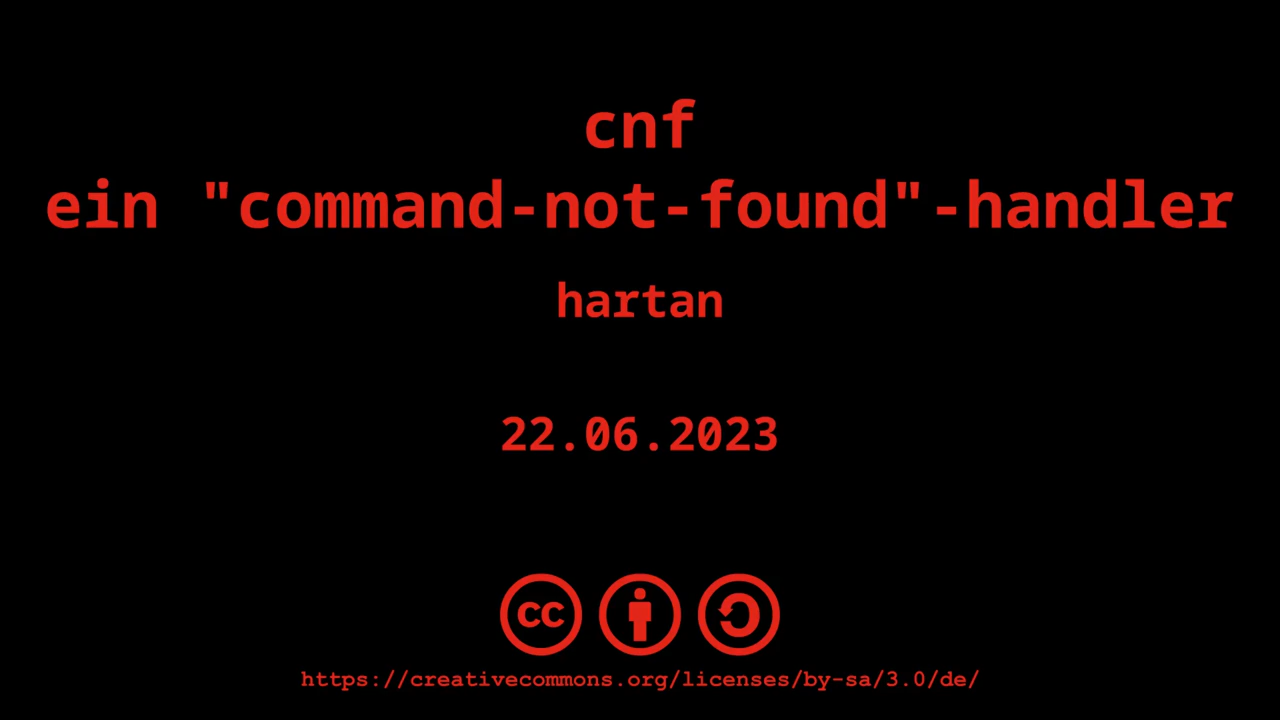 cnf
ein "command-not-found"-handler
hartan
22.06.2023
cc
https://creativecommons.org/licenses/by-sa/3.0/de/